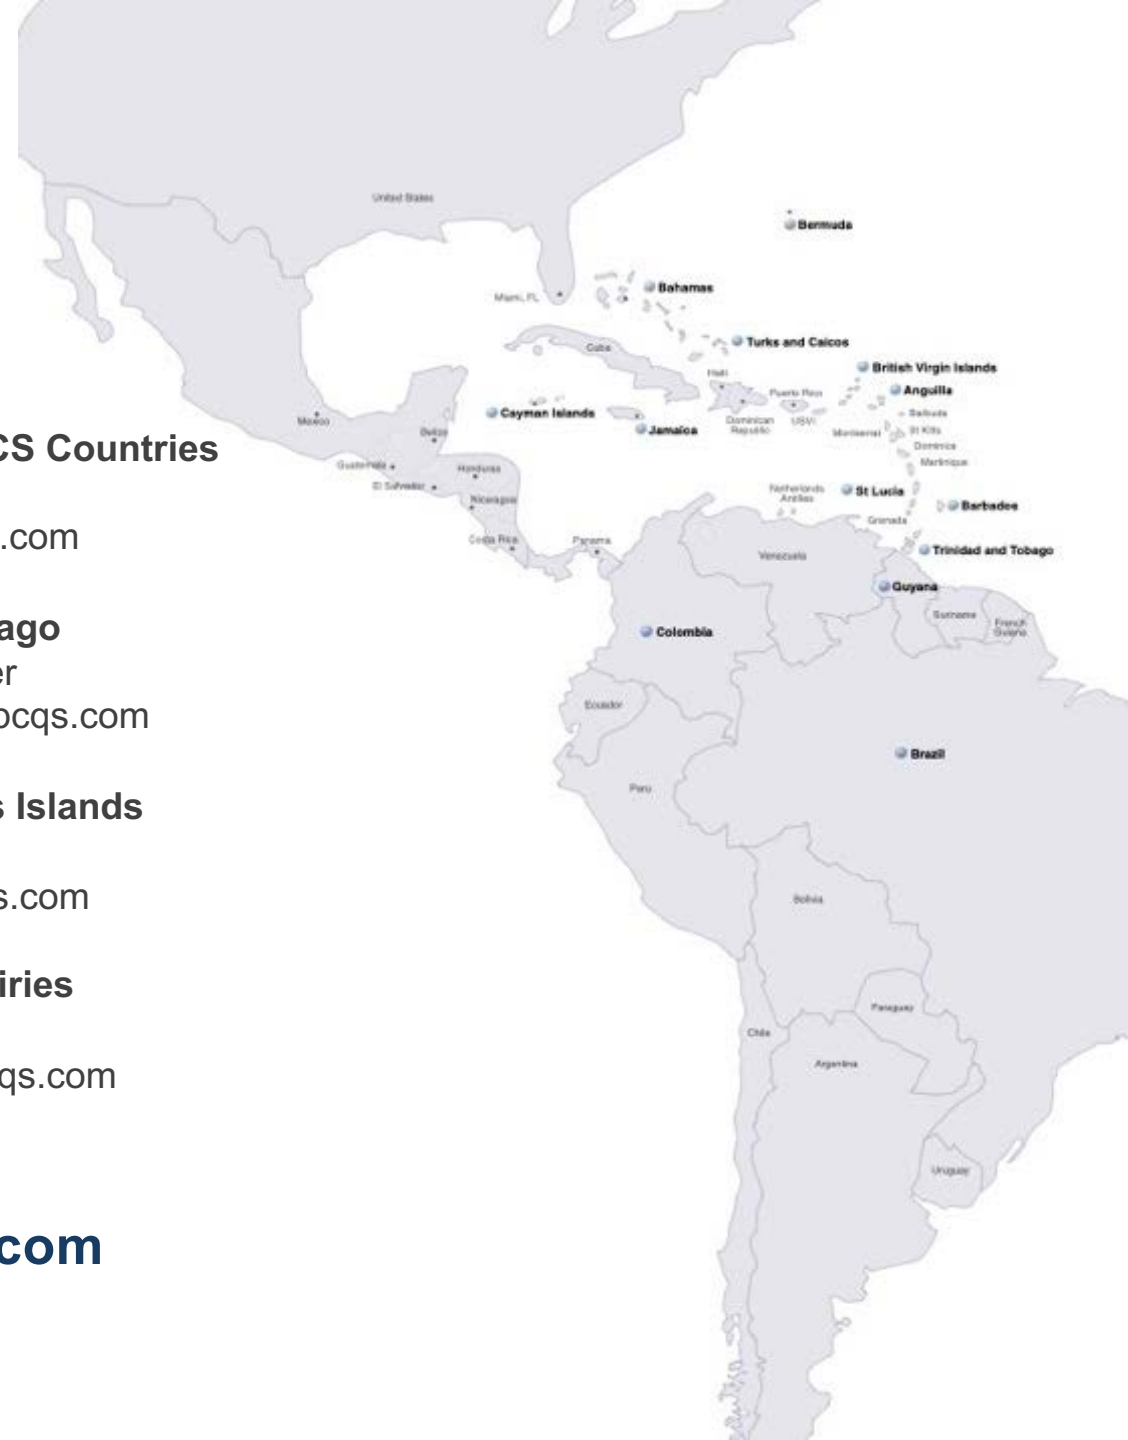 CS Countries
.com
ago
er
ocqs.com
s Islands
s.com
iries
qs.com
.com
United States
Bermuda
Miami, FL
Bahamas
Cuba
Turks and Caicos
Haiti
British Virgin Islands
Puerto Rico
Anguilla
Mexico
Cayman Islands
Barbuda
Jamaica
Dominican
Republic
USVI
Belize
Montserrat
St Kitts
Dominica
Martinique
Guatemala
Honduras
El Salvador
Netherlands
Antilles
St Lucia
Nicaragua
Barbados
Grenada
Costa Rica
Panama
Trinidad and Tobago
Venezuela
Guyana
Suriname
French
Guiana
Colombia
Ecuador
Brazil
Peru
Bolivia
Paraguay
Chile
Argentina
Uruguay